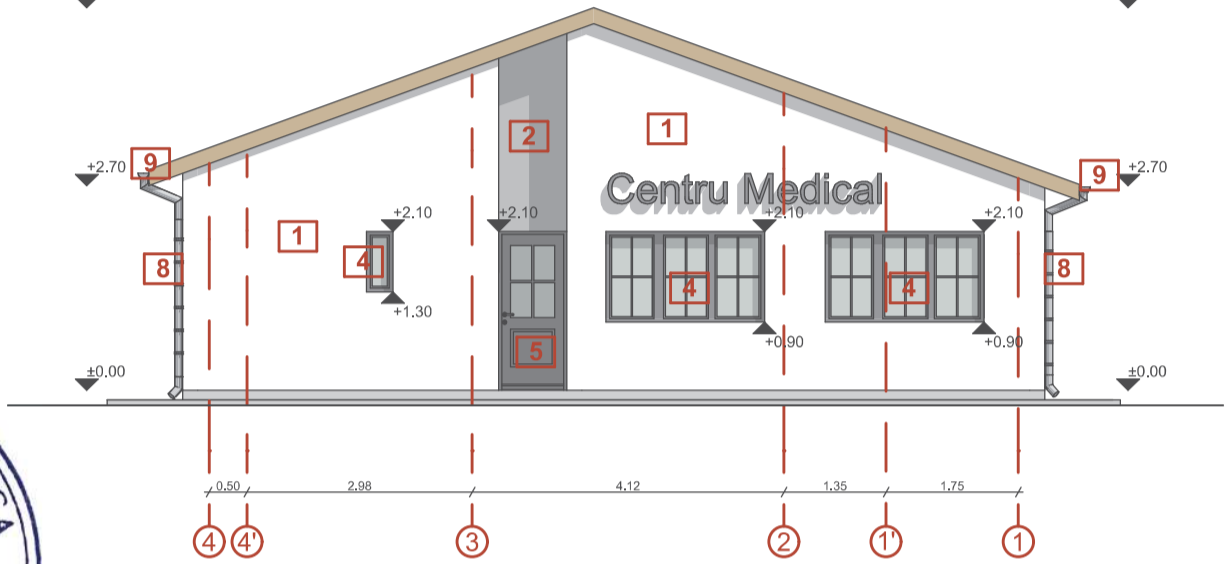 +2.70 9 2 1 9 +2.70
Centru Medical
+2.10 +2.10 +2.10 +2.10
1 4
8 4 4 8
+1.30
+0.90 +0.90
5
±0.00 ±0.00
0.50 2.98 4.12 1.35 1.75
4 4' 3 2 1' 1